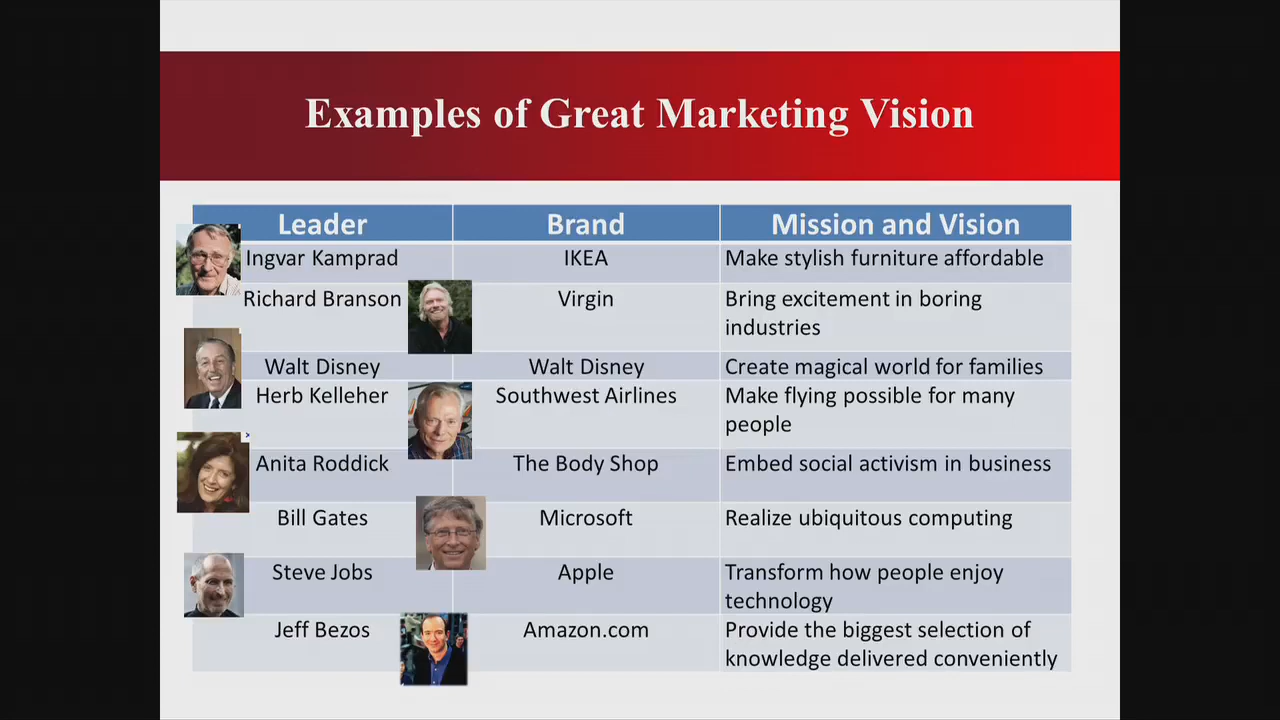 Examples of Great Marketing Vision
Leader Brand Mission and Vision
Ingvar Kamprad IKEA Make stylish furniture affordable
Richard Branson Virgin Bring excitement in boring
industries
Walt Disney Walt Disney Create magical world for families
Herb Kelleher Southwest Airlines Make flying possible for many
people
Anita Roddick The Body Shop Embed social activism in business
Bill Gates Microsoft Realize ubiquitous computing
Steve Jobs Apple Transform how people enjoy
technology
Jeff Bezos Amazon.com Provide the biggest selection of
knowledge delivered conveniently